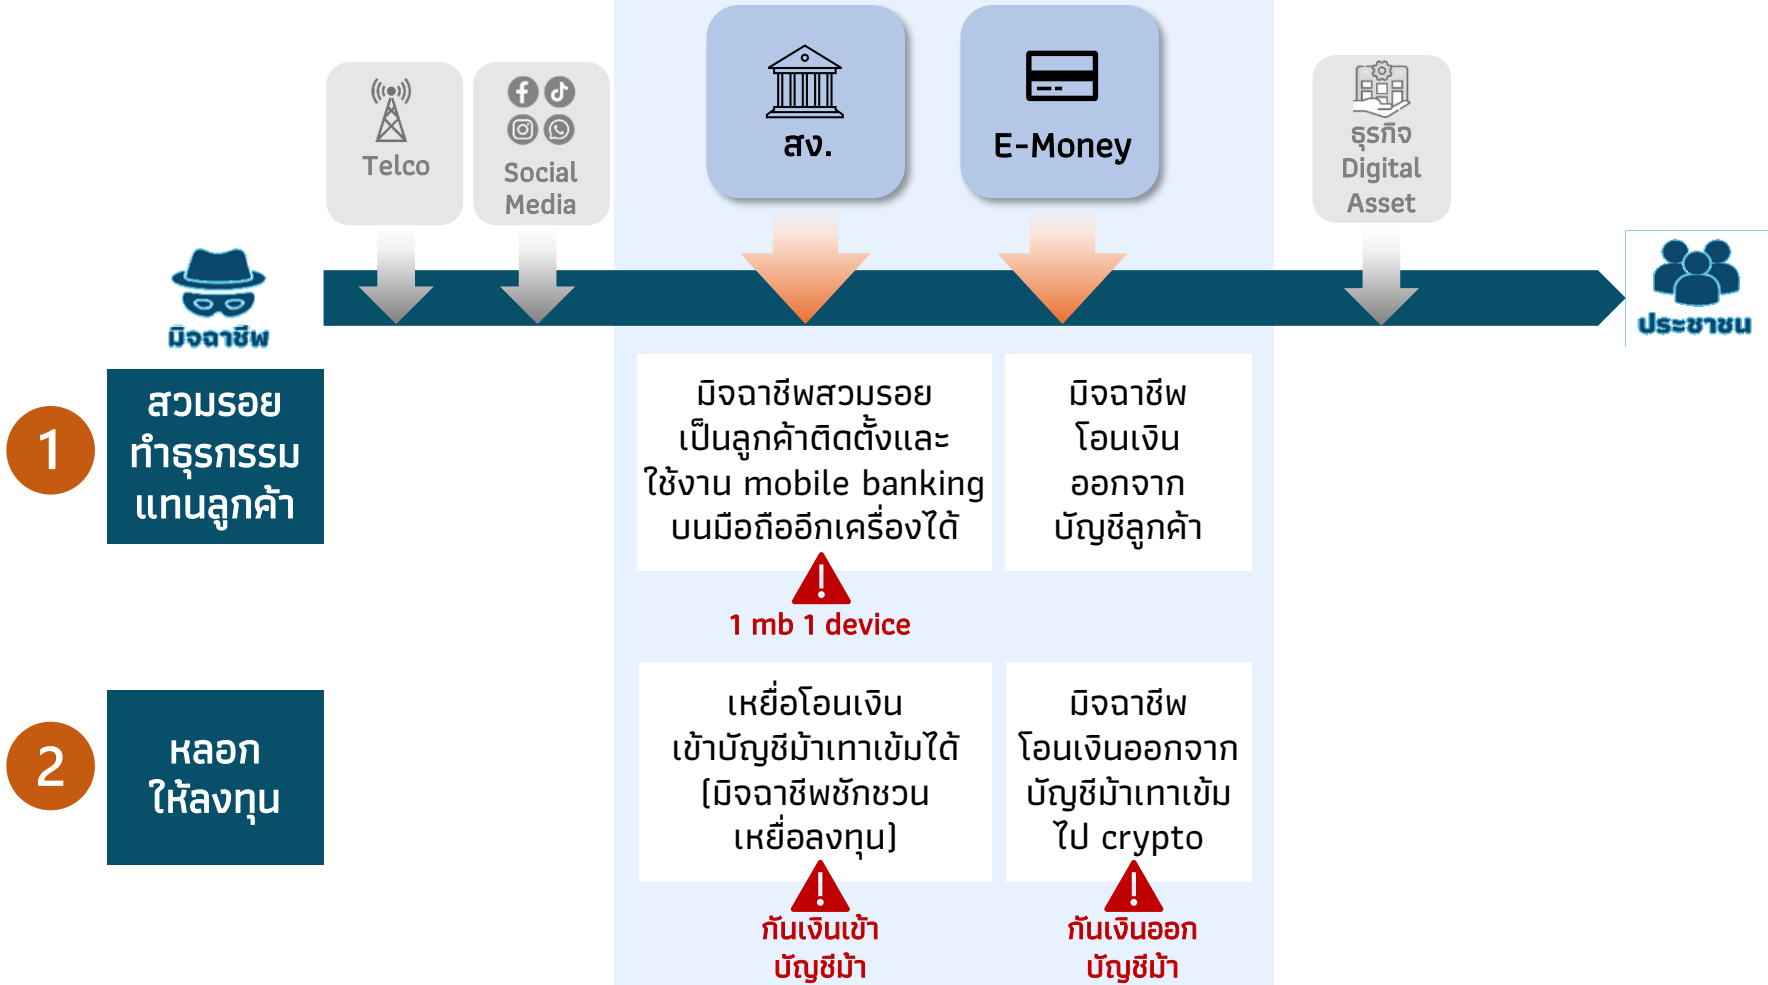 Telco
Social
Media
สง.
E-Money
ธุรกิจ
Digital
Asset
มิจฉาชีพ
ประชาชน
1
สวมรอย
ทำธุรกรรม
แทนลูกค้า
มิจฉาชีพสวมรอย
เป็นลูกค้าติดตั้งและ
ใช้งาน mobile banking
บนมือถืออีกเครื่องได้
1 mb 1 device
มิจฉาชีพ
โอนเงิน
ออกจาก
บัญชีลูกค้า
2
หลอก
ให้ลงทุน
เหยื่อโอนเงิน
เข้าบัญชีม้าเทาเข้มได้
(มิจฉาชีพชักชวน
เหยื่อลงทุน)
กันเงินเข้า
บัญชีม้า
มิจฉาชีพ
โอนเงินออกจาก
บัญชีม้าเทาเข้ม
ไป crypto
กันเงินออก
บัญชีม้า